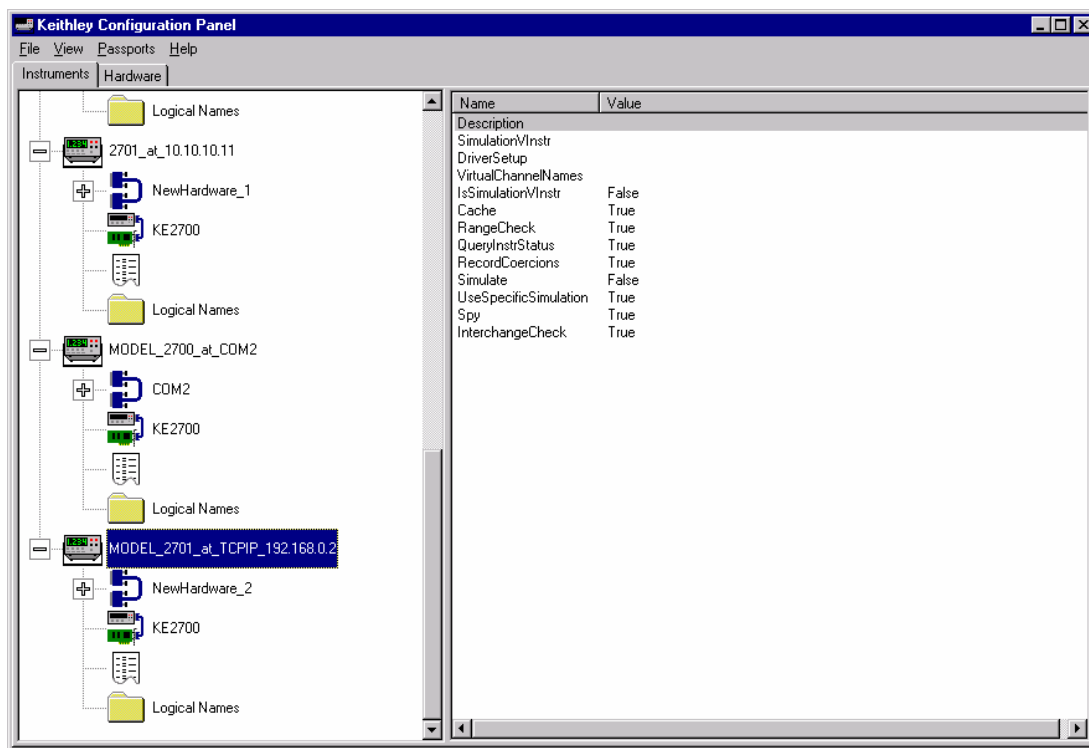 Keithley Configuration Panel
File View Passports Help
Instruments Hardware
Logical Names
2701_at_10.10.10.11
NewHardware_1
KE2700
Logical Names
MODEL_2700_at_COM2
COM2
KE2700
Logical Names
MODEL_2701_at_TCPIP_192.168.0.2
NewHardware_2
KE2700
Logical Names
Name Value
Description
SimulationVInstr
DriverSetup
VirtualChannelNames
IsSimulationVInstr False
Cache True
RangeCheck True
QueryInstrStatus True
RecordCoercions True
Simulate False
UseSpecificSimulation True
Spy True
InterchangeCheck True